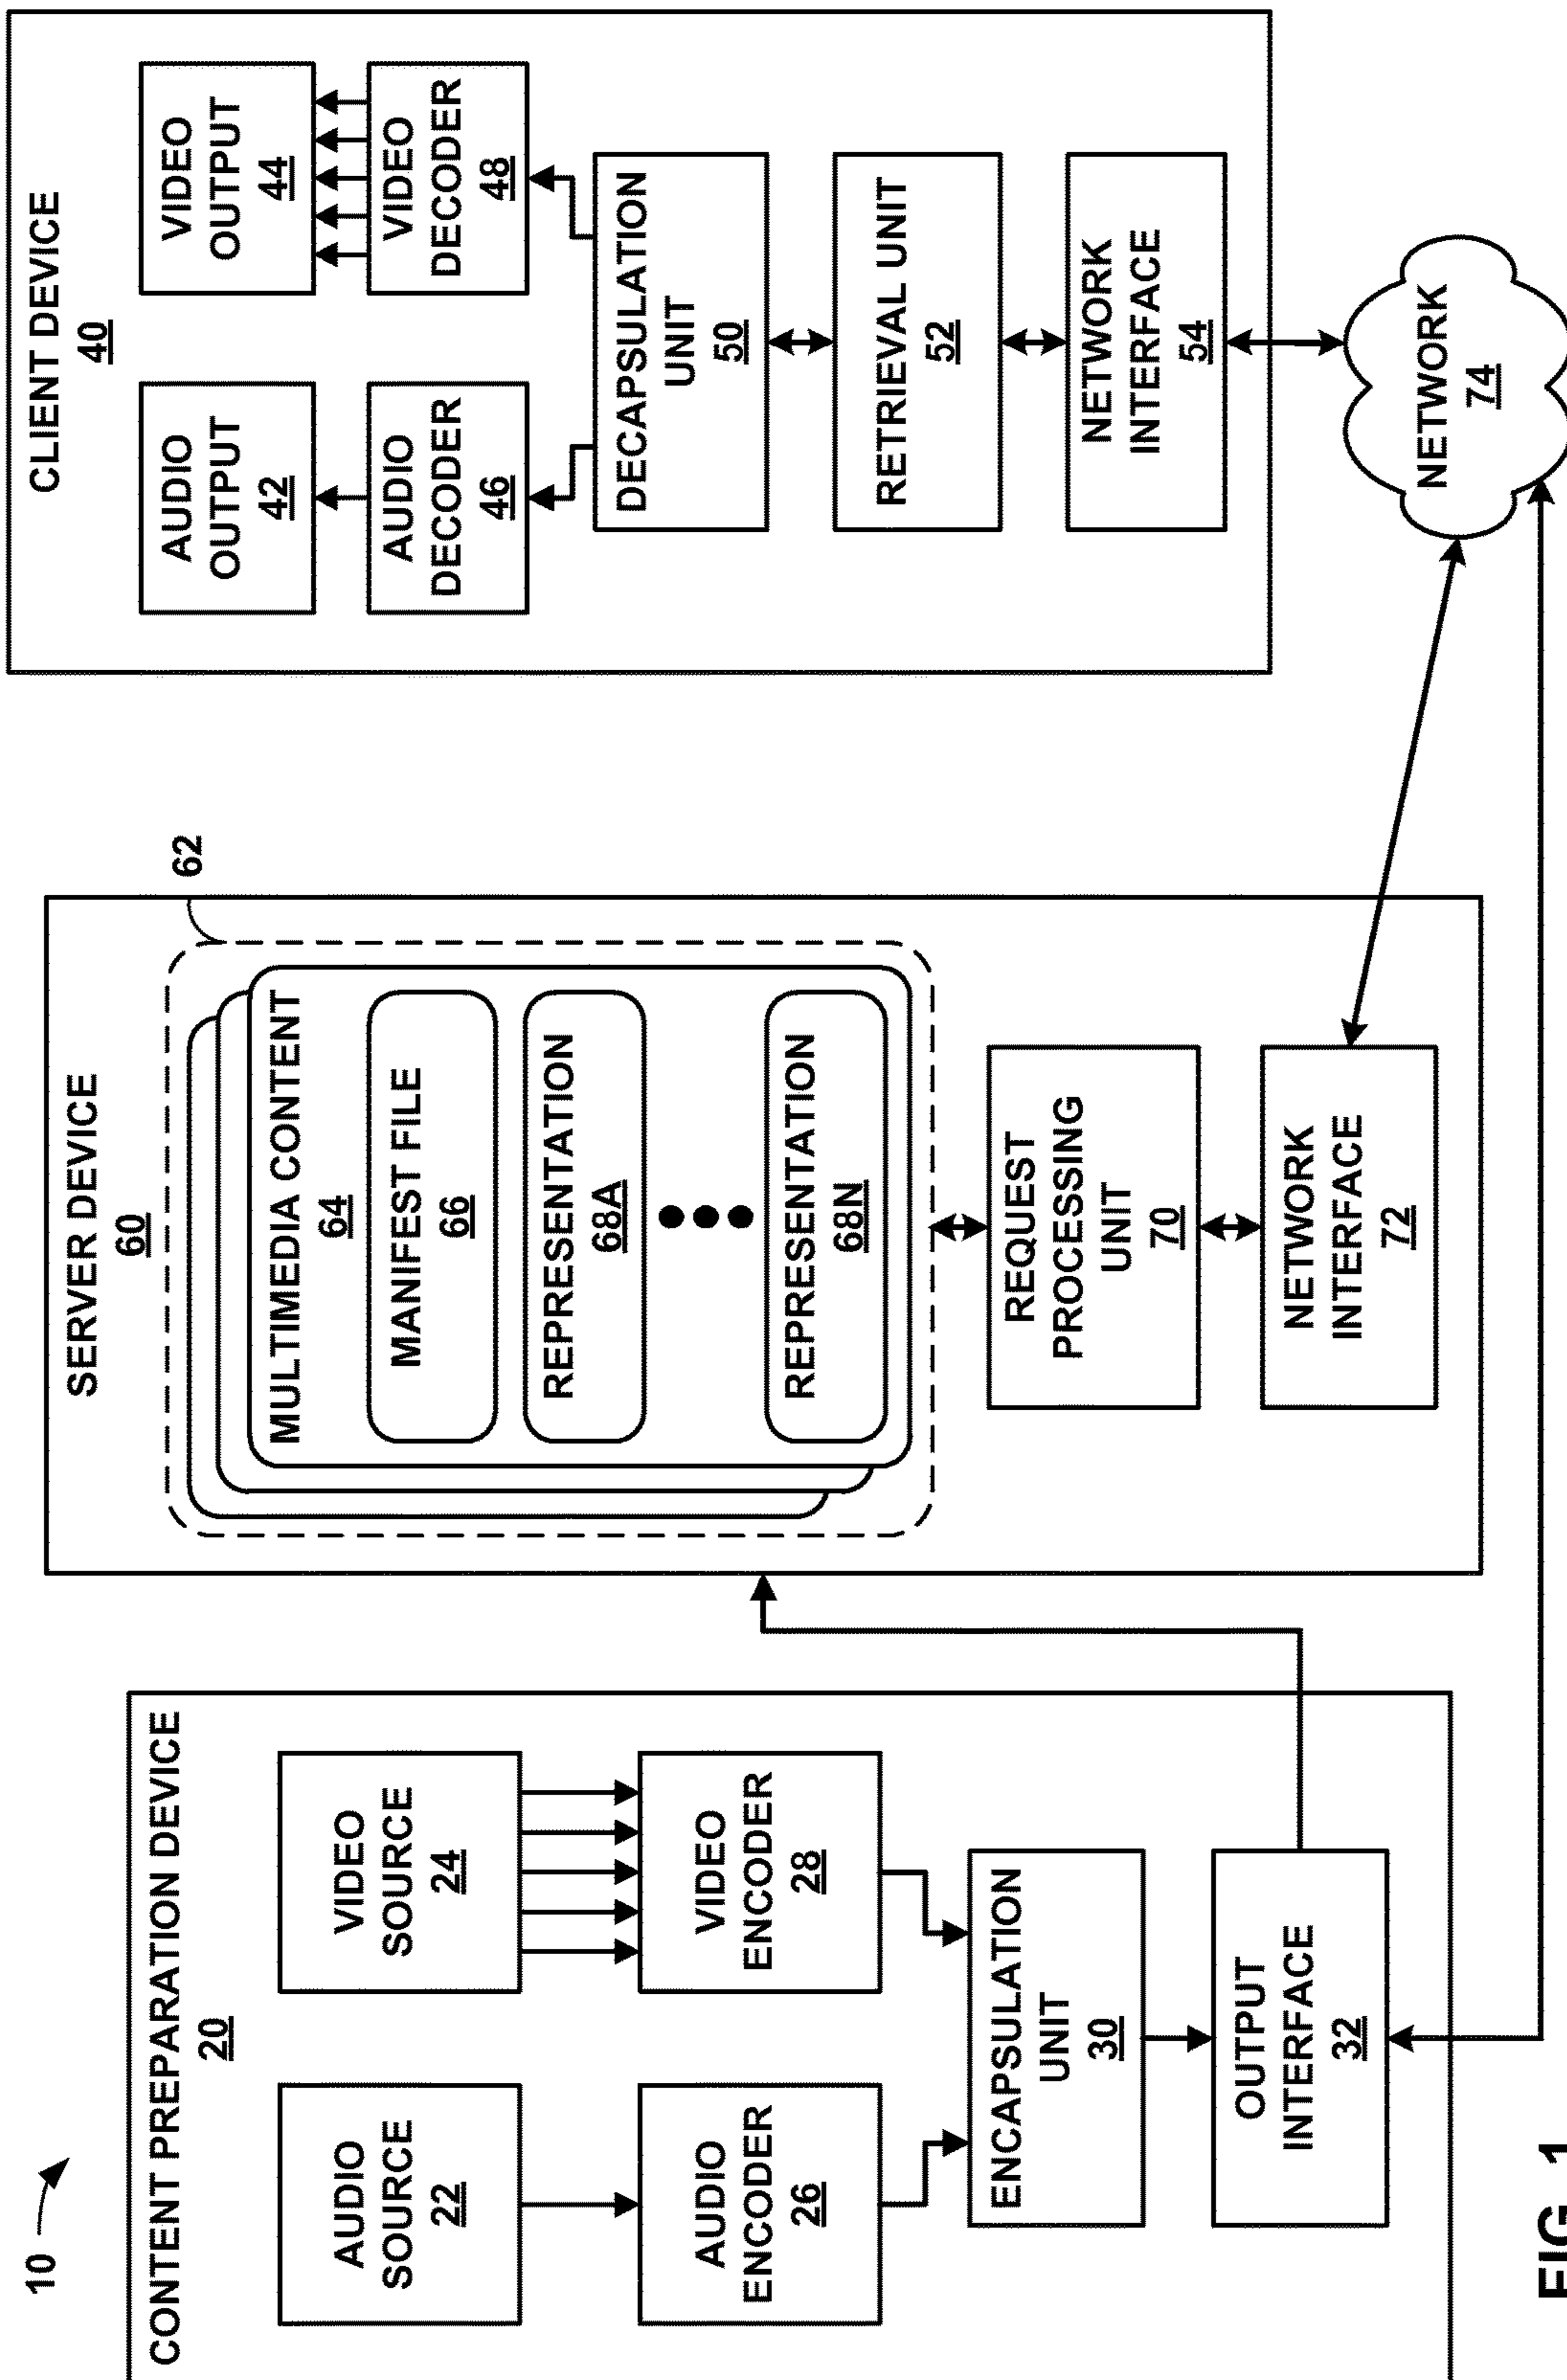 10
CONTENT PREPARATION DEVICE
20
AUDIO
SOURCE
22
VIDEO
SOURCE
24
AUDIO
ENCODER
26
VIDEO
ENCODER
28
ENCAPSULATION
UNIT
30
OUTPUT
INTERFACE
32
SERVER DEVICE
60
62
MULTIMEDIA CONTENT
64
MANIFEST FILE
66
REPRESENTATION
68A
REPRESENTATION
68N
REQUEST
PROCESSING
UNIT
70
NETWORK
INTERFACE
72
CLIENT DEVICE
40
AUDIO
OUTPUT
42
VIDEO
OUTPUT
44
AUDIO
DECODER
46
VIDEO
DECODER
48
DECAPSULATION
UNIT
50
RETRIEVAL UNIT
52
NETWORK
INTERFACE
54
NETWORK
74
FIG. 1